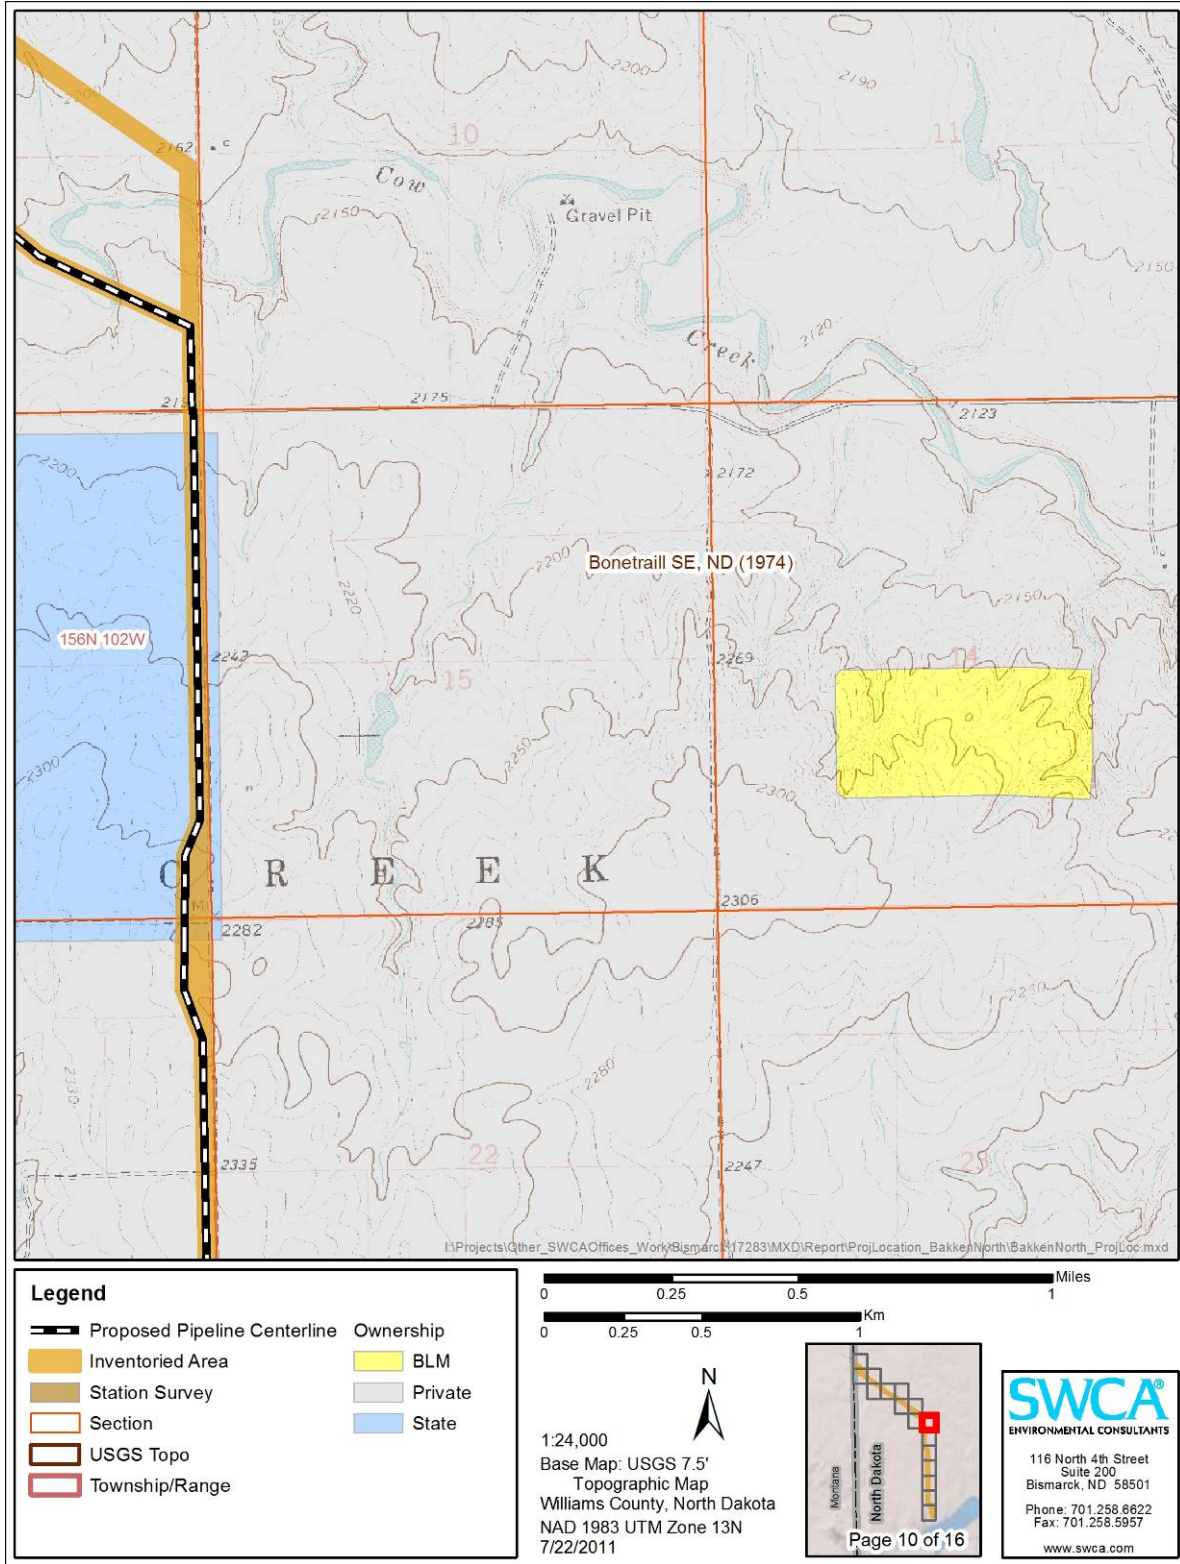 2200
2200
2190
10
11
2162
c
Cow
Gravel Pit
2150
2150
2120
Creek
2175
2123
2200
2172
2200
Bonetraill SE, ND (1974)
2220
2150
156N 102W
2243
2269
14
15
2250
2300
2300
C R E E K
2306
2285
2282
2250
2280
2330
22
23
2335
2247
I:\Projects\Other_SWCAOffices_Work\Bismarck\17283\MXD\Report\ProjLocation_BakkenNorth\BakkenNorth_ProjLoc.mxd
Legend
Proposed Pipeline Centerline
Inventoried Area
Station Survey
Section
USGS Topo
Township/Range
Ownership
BLM
Private
State
Miles
0 0.25 0.5 1
Km
0 0.25 0.5 1
N
1:24,000
Base Map: USGS 7.5'
Topographic Map
Williams County, North Dakota
NAD 1983 UTM Zone 13N
7/22/2011
Montana
North Dakota
Page 10 of 16
SWCA®
ENVIRONMENTAL CONSULTANTS
116 North 4th Street
Suite 200
Bismarck, ND 58501
Phone: 701.258.6622
Fax: 701.258.5957
www.swca.com